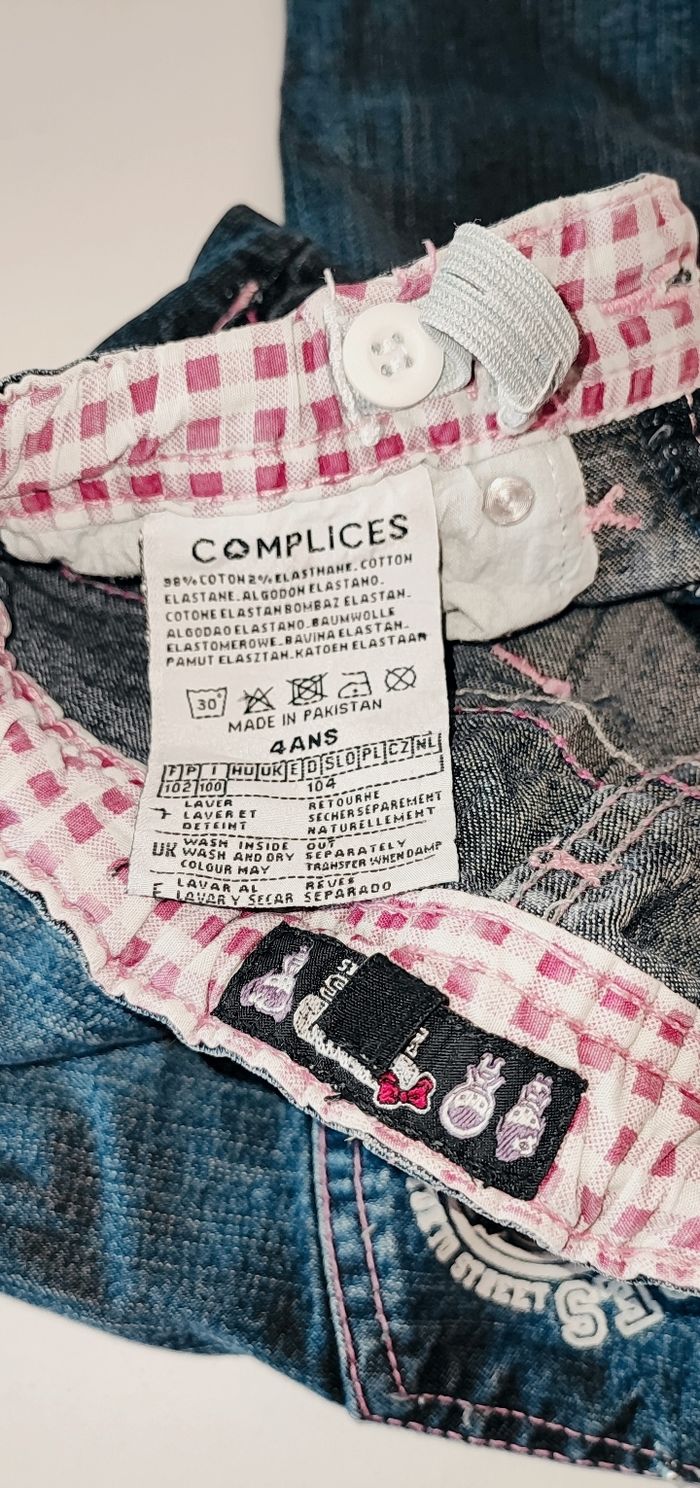 COMPLICES
98% COTON 2% ELASTHANE. COTTON
ELASTANE. ALGODON ELASTANO.
COTONE ELASTAN BOMBAZ ELASTAN.
ALGODAO ELASTANO. BAUMWOLLE
ELASTOMEROWE. BAVLNA ELASTAN.
PAMUT ELASZTAN. KATOEN ELASTAAN
30°
MADE IN PAKISTAN
4ANS
F P I HU UK E D SLO PL CZ NL
102 100 104
LAVER RETOURNE
LAVER ET SECHER SEPAREMENT
DETEINT NATURELLEMENT
UK WASH INSIDE OUT
WASH AND DRY SEPARATELY
COLOUR MAY TRANSFER WHEN DAMP
E LAVAR AL REVES
LAVAR Y SECAR SEPARADO
STREET